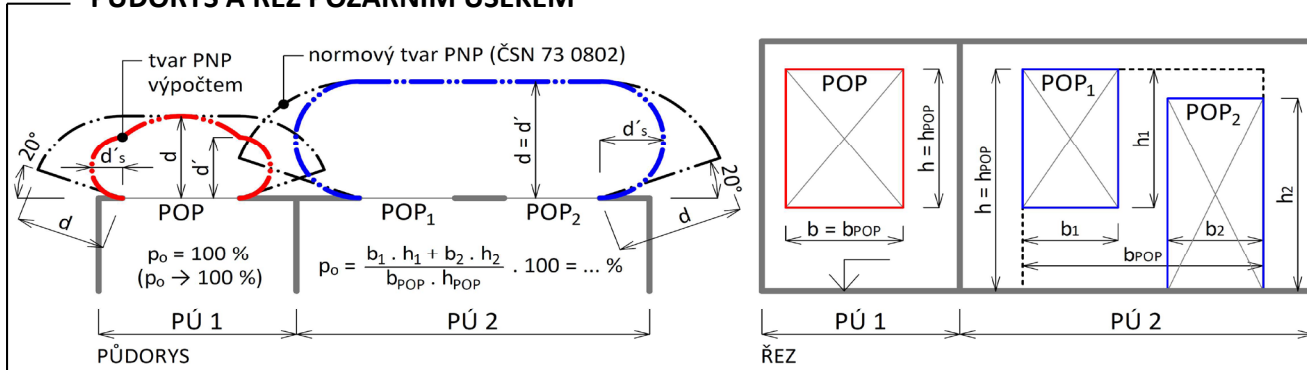 PŮDORYS A ŘEZ POŽÁRNÍM ÚSEKEM
tvar PNP
výpočtem
normový tvar PNP (ČSN 73 0802)
20°
d´s
d
d´
d
POP
po = 100 %
(po → 100 %)
d = d´
d´s
20°
d
POP1
POP2
po = b1 . h1 + b2 . h2 / bPOP . hPOP . 100 = ... %
PÚ 1
PÚ 2
PŮDORYS
POP
h = hPOP
b = bPOP
h = hPOP
POP1
h1
b1
POP2
h2
b2
bPOP
PÚ 1
PÚ 2
ŘEZ